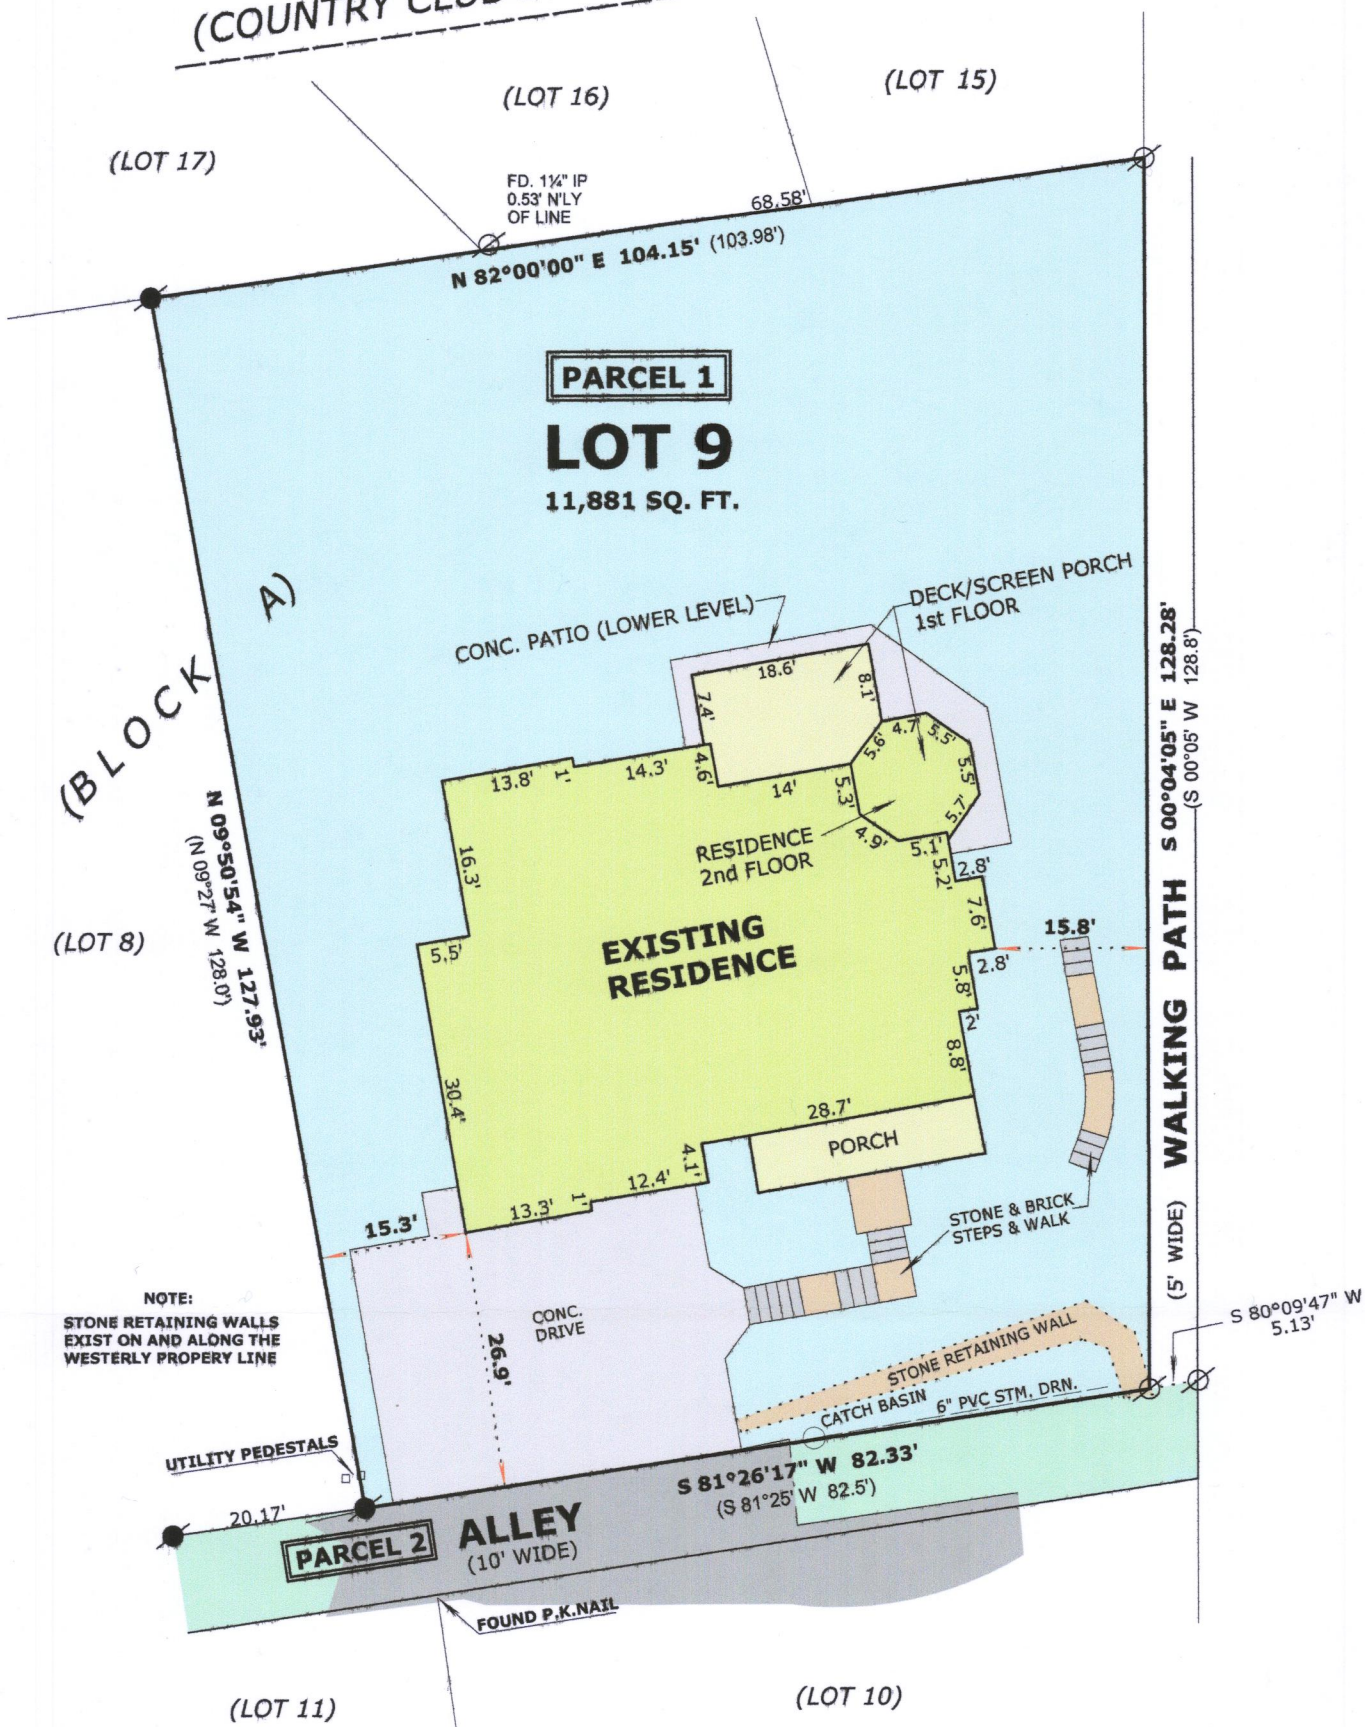 (COUNTRY CLUB
(LOT 16)
(LOT 15)
(LOT 17)
FD. 1¼" IP
0.53' N'LY
OF LINE
68.58'
N 82°00'00" E 104.15' (103.98')
PARCEL 1
LOT 9
11,881 SQ. FT.
(BLOCK A)
CONC. PATIO (LOWER LEVEL)
DECK/SCREEN PORCH
1st FLOOR
18.6'
8.1'
7.4'
4.7'
5.5'
5.6'
5.5'
5.7'
13.8'
1'
14.3'
4.6'
14'
5.3'
4.9'
5.1'
5.2'
2.8'
RESIDENCE
2nd FLOOR
16.3'
7.6'
5.5'
EXISTING
RESIDENCE
15.8'
2.8'
5.8'
2'
8.8'
S 00°04'05" E 128.28'
(S 00°05' W 128.8')
N 09°50'54" W 127.93'
(N 09°27' W 128.0')
(LOT 8)
WALKING PATH
(5' WIDE)
30.4'
28.7'
PORCH
4.1'
12.4'
1'
13.3'
15.3'
STONE & BRICK
STEPS & WALK
NOTE:
STONE RETAINING WALLS
EXIST ON AND ALONG THE
WESTERLY PROPERY LINE
CONC.
DRIVE
26.9'
S 80°09'47" W
5.13'
STONE RETAINING WALL
CATCH BASIN
6" PVC STM. DRN.
UTILITY PEDESTALS
S 81°26'17" W 82.33'
(S 81°25' W 82.5')
20.17'
PARCEL 2
ALLEY
(10' WIDE)
FOUND P.K.NAIL
(LOT 11)
(LOT 10)